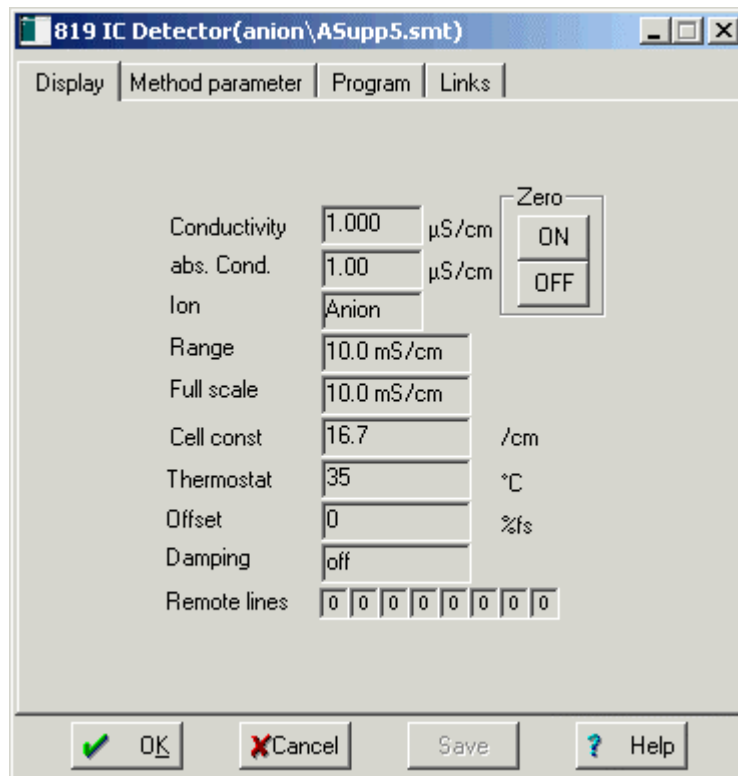 819 IC Detector(anion\ASupp5.smt)
Display Method parameter Program Links
Zero
Conductivity 1.000 µS/cm ON
abs. Cond. 1.00 µS/cm OFF
Ion Anion
Range 10.0 mS/cm
Full scale 10.0 mS/cm
Cell const 16.7 /cm
Thermostat 35 °C
Offset 0 %fs
Damping off
Remote lines 0 0 0 0 0 0 0 0
OK Cancel Save ? Help